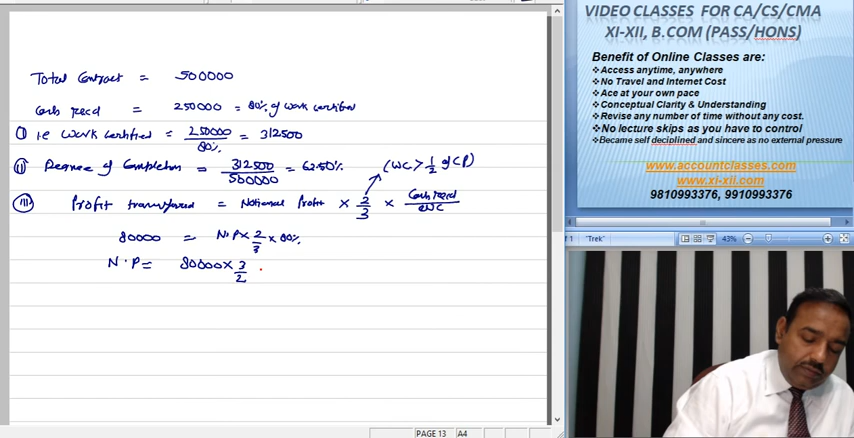 Total Contract = 500000
Cash recd = 250000 = 80% of work certified
(I) i.e work certified = 250000/80% = 312500
(II) Degree of Completion = 312500/500000 = 62.50% (WC > 1/2 of CP)
(III) Profit transferred = Notional Profit × 2/3 × Cash recd/WC
80000 = N.P × 2/3 × 80%
N.P = 80000 × 3/2
PAGE 13 A4
VIDEO CLASSES FOR CA/CS/CMA
XI-XII, B.COM (PASS/HONS)
Benefit of Online Classes are:
❖Access anytime, anywhere
❖No Travel and Internet Cost
❖Ace at your own pace
❖Conceptual Clarity & Understanding
❖Revise any number of time without any cost.
❖No lecture skips as you have to control
❖Became self deciplined and sincere as no external pressure
www.accountclasses.com
www.xi-xii.com
9810993376, 9910993376
of 1 "Trek" 43%